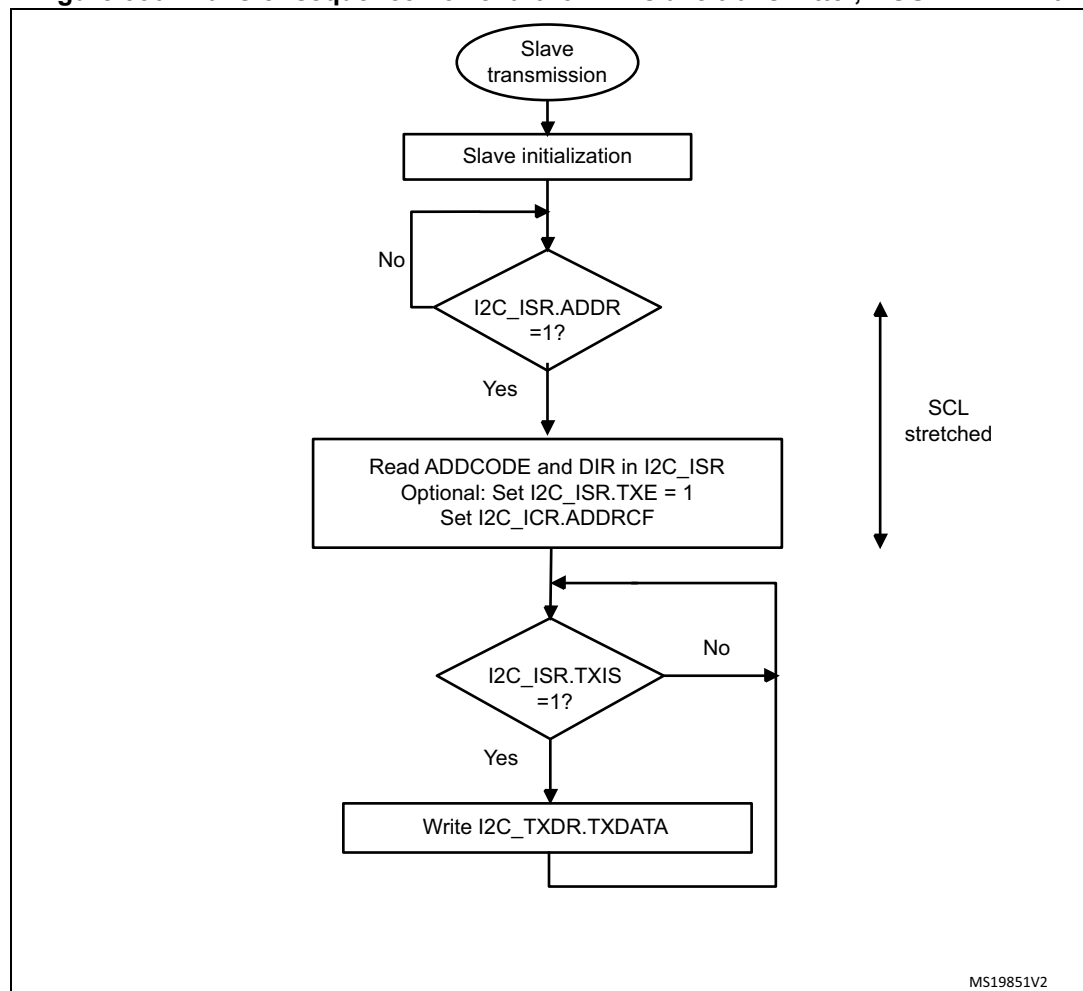 Slave
transmission
Slave initialization
No
I2C_ISR.ADDR
=1?
Yes
SCL
stretched
Read ADDCODE and DIR in I2C_ISR
Optional: Set I2C_ISR.TXE = 1
Set I2C_ICR.ADDRCF
No
I2C_ISR.TXIS
=1?
Yes
Write I2C_TXDR.TXDATA
MS19851V2